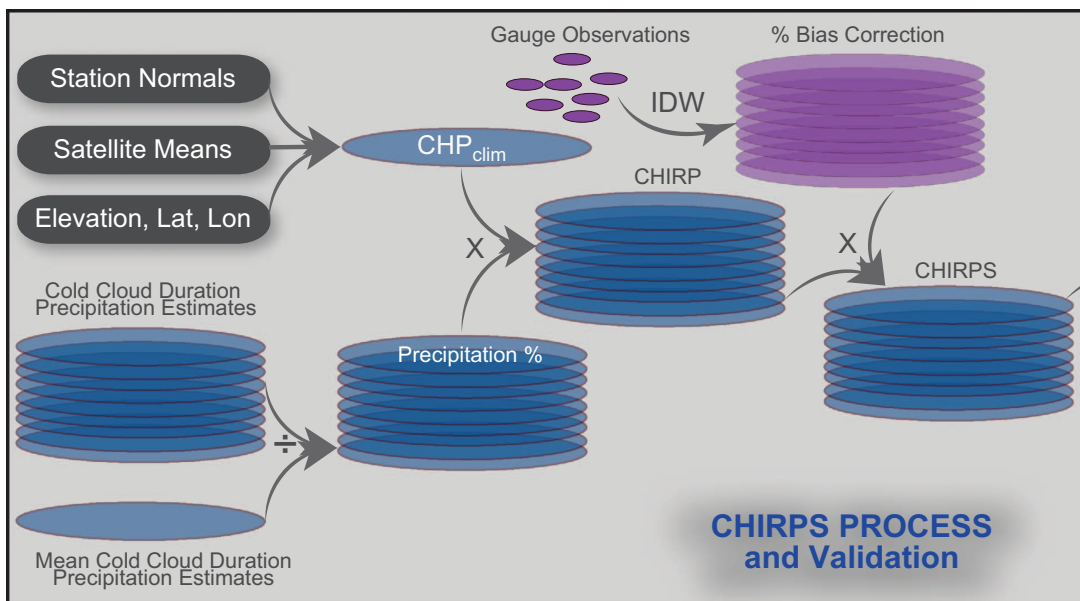 Gauge Observations
% Bias Correction
Station Normals
IDW
Satellite Means
CHPclim
CHIRP
Elevation, Lat, Lon
X
X
CHIRPS
Cold Cloud Duration
Precipitation Estimates
Precipitation %
÷
CHIRPS PROCESS
and Validation
Mean Cold Cloud Duration
Precipitation Estimates